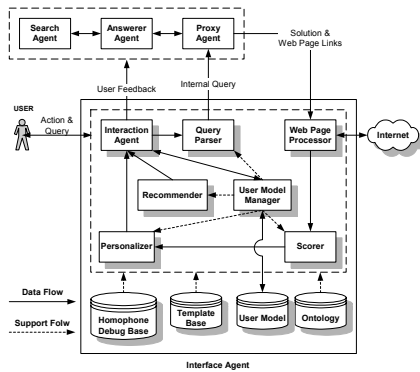 Search Agent
Answerer Agent
Proxy Agent
Solution & Web Page Links
User Feedback
Internal Query
USER
Action & Query
Interaction Agent
Query Parser
Web Page Processor
Internet
Recommender
User Model Manager
Personalizer
Scorer
Data Flow
Support Folw
Homophone Debug Base
Template Base
User Model
Ontology
Interface Agent